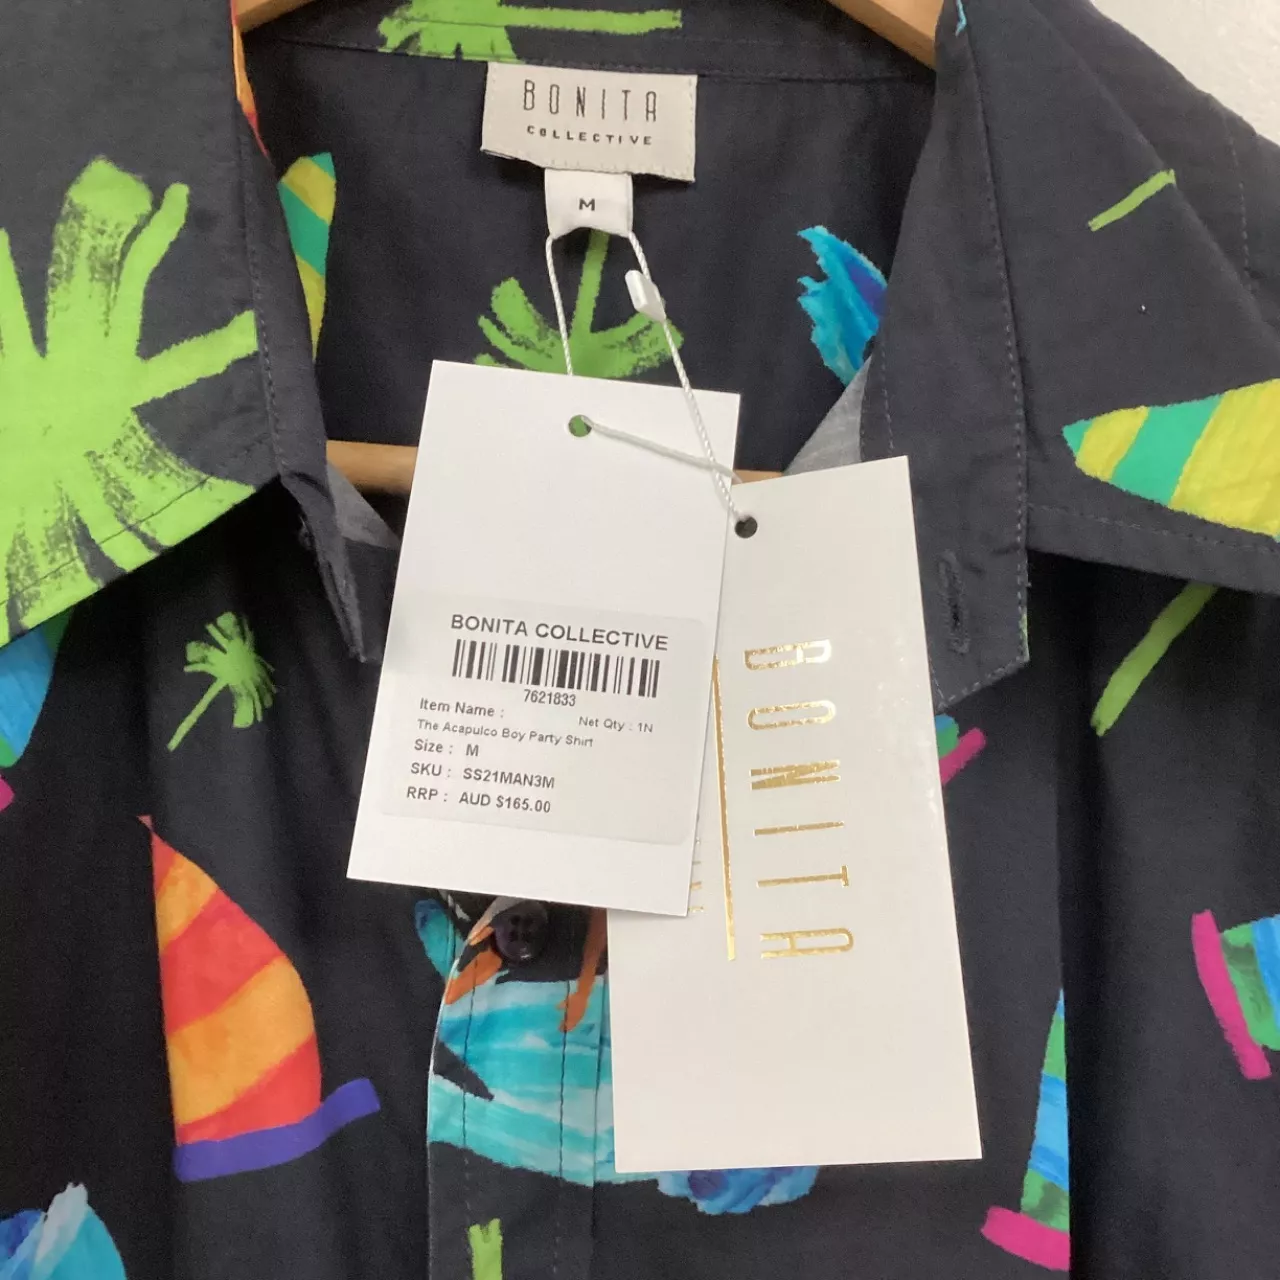 BONITA
COLLECTIVE
M
BONITA COLLECTIVE
7621833
Item Name :
Net Qty : 1N
The Acapulco Boy Party Shirt
Size : M
SKU : SS21MAN3M
RRP : AUD $165.00
BONITA